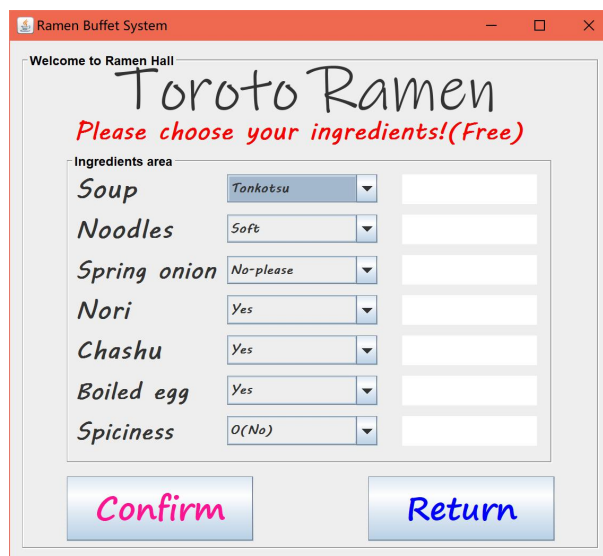 Ramen Buffet System
Welcome to Ramen Hall
Toroto Ramen
Please choose your ingredients!(Free)
Ingredients area
Soup Tonkotsu
Noodles Soft
Spring onion No-please
Nori Yes
Chashu Yes
Boiled egg Yes
Spiciness 0(No)
Confirm Return